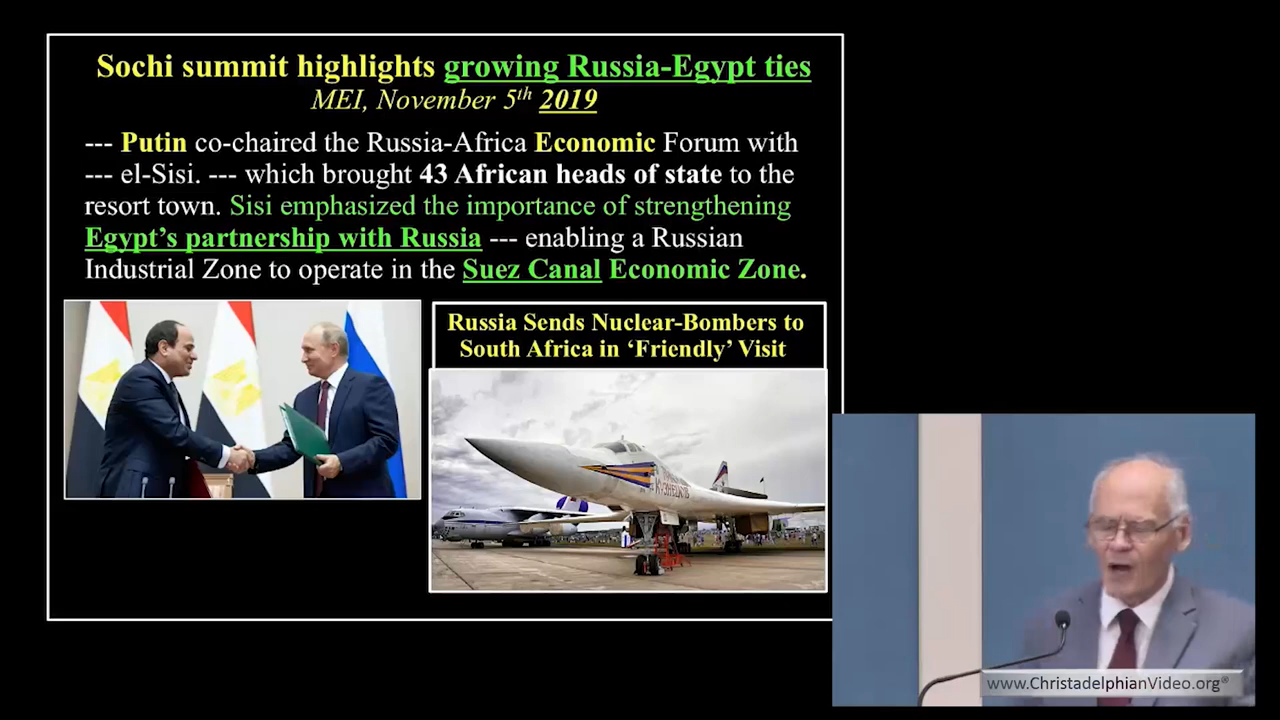 Sochi summit highlights growing Russia-Egypt ties
MEI, November 5th 2019
--- Putin co-chaired the Russia-Africa Economic Forum with
--- el-Sisi. --- which brought 43 African heads of state to the
resort town. Sisi emphasized the importance of strengthening
Egypt's partnership with Russia --- enabling a Russian
Industrial Zone to operate in the Suez Canal Economic Zone.
Russia Sends Nuclear-Bombers to
South Africa in ‘Friendly’ Visit
www.ChristadelphianVideo.org®